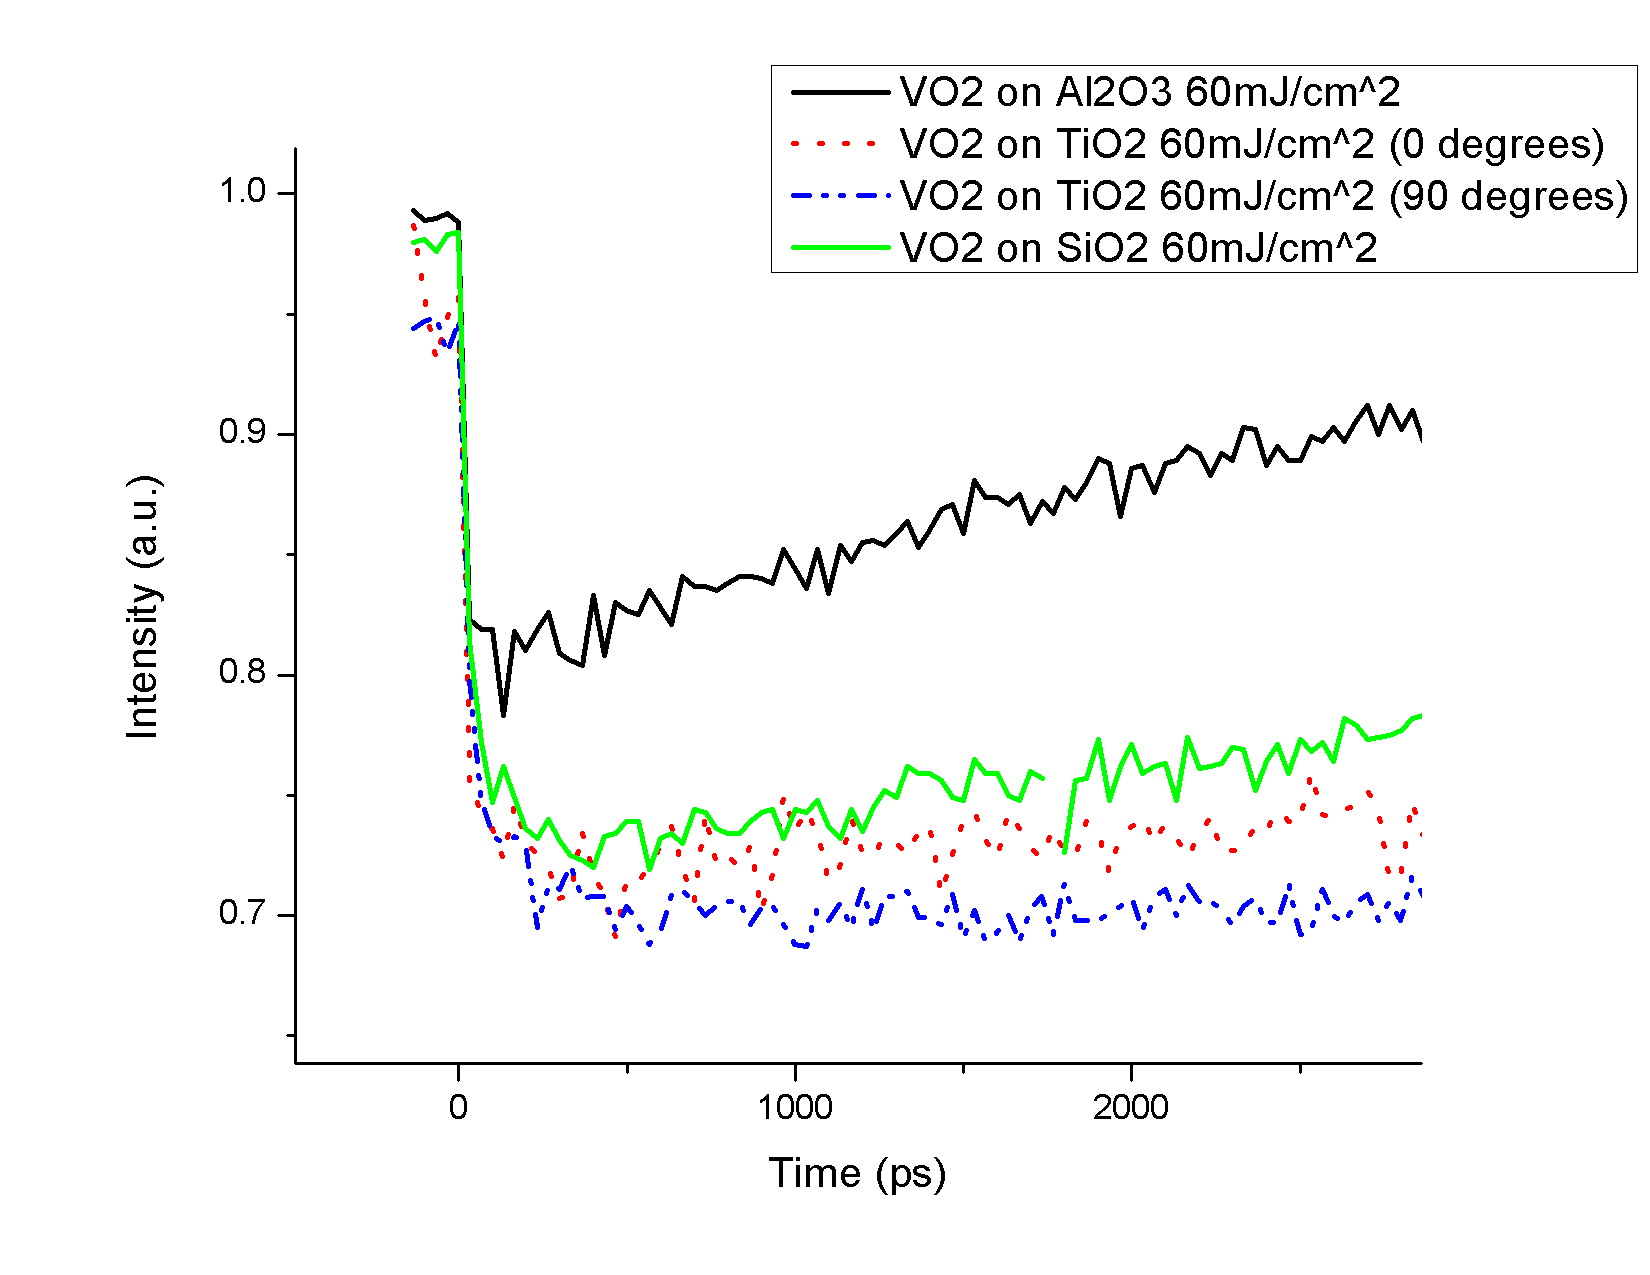 VO2 on Al2O3 60mJ/cm^2
VO2 on TiO2 60mJ/cm^2 (0 degrees)
VO2 on TiO2 60mJ/cm^2 (90 degrees)
VO2 on SiO2 60mJ/cm^2
1.0
0.9
0.8
0.7
Intensity (a.u.)
0
1000
2000
Time (ps)